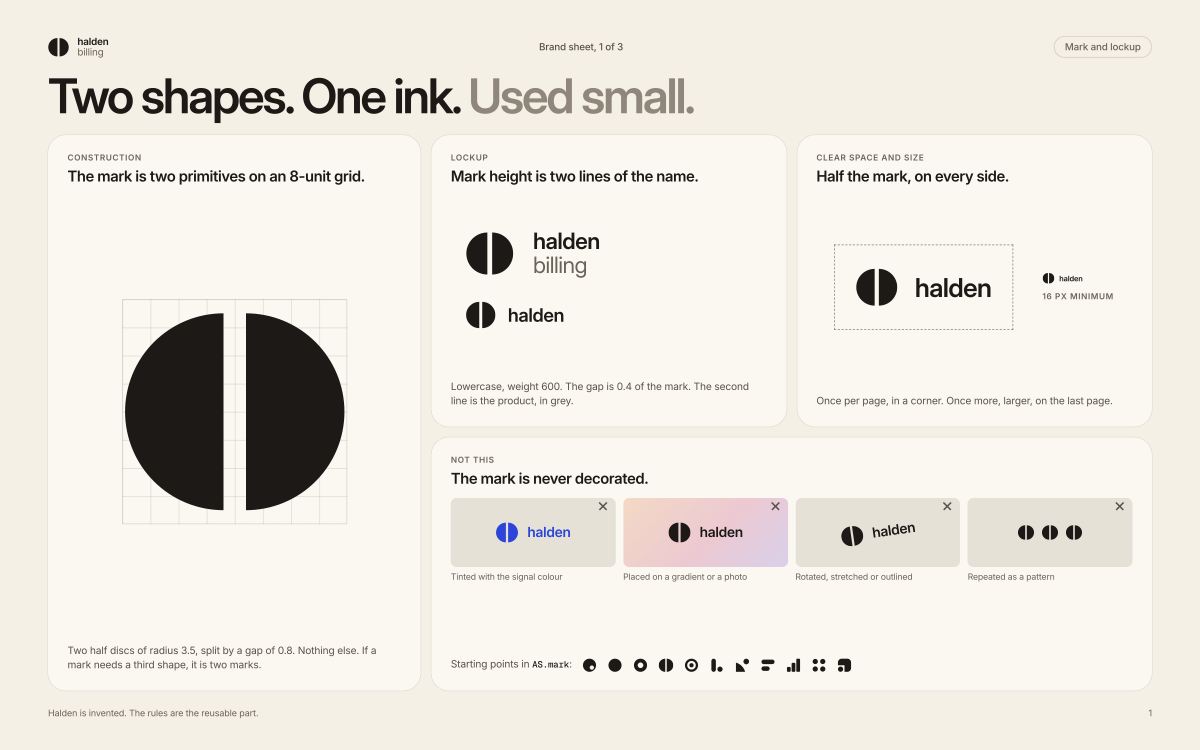 halden
billing
Brand sheet, 1 of 3
Mark and lockup
Two shapes. One ink. Used small.
CONSTRUCTION
The mark is two primitives on an 8-unit grid.
Two half discs of radius 3.5, split by a gap of 0.8. Nothing else. If a
mark needs a third shape, it is two marks.
LOCKUP
Mark height is two lines of the name.
halden
billing
halden
Lowercase, weight 600. The gap is 0.4 of the mark. The second
line is the product, in grey.
CLEAR SPACE AND SIZE
Half the mark, on every side.
halden
halden
16 PX MINIMUM
Once per page, in a corner. Once more, larger, on the last page.
NOT THIS
The mark is never decorated.
halden
Tinted with the signal colour
halden
Placed on a gradient or a photo
halden
Rotated, stretched or outlined
Repeated as a pattern
Starting points in AS.mark:
Halden is invented. The rules are the reusable part.
1